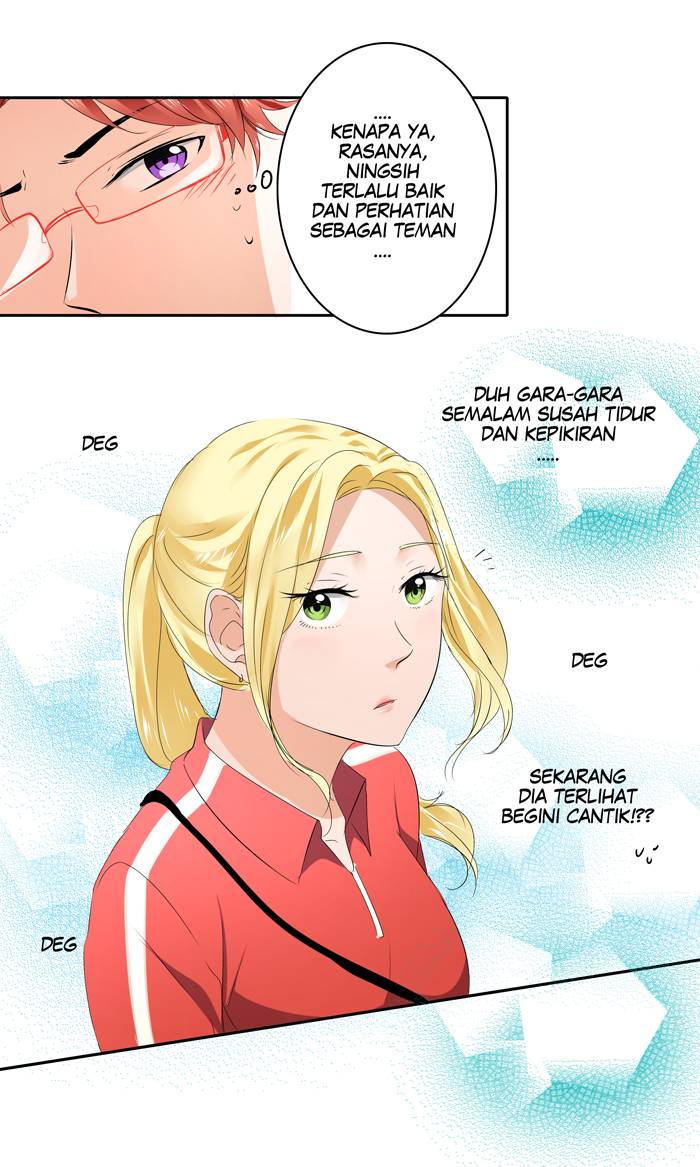 ....
KENAPA YA,
RASANYA,
NINGSIH
TERLALU BAIK
DAN PERHATIAN
SEBAGAI TEMAN
....
DUH GARA-GARA
SEMALAM SUSAH TIDUR
DAN KEPIKIRAN
.....
DEG
DEG
SEKARANG
DIA TERLIHAT
BEGINI CANTIK!??
DEG